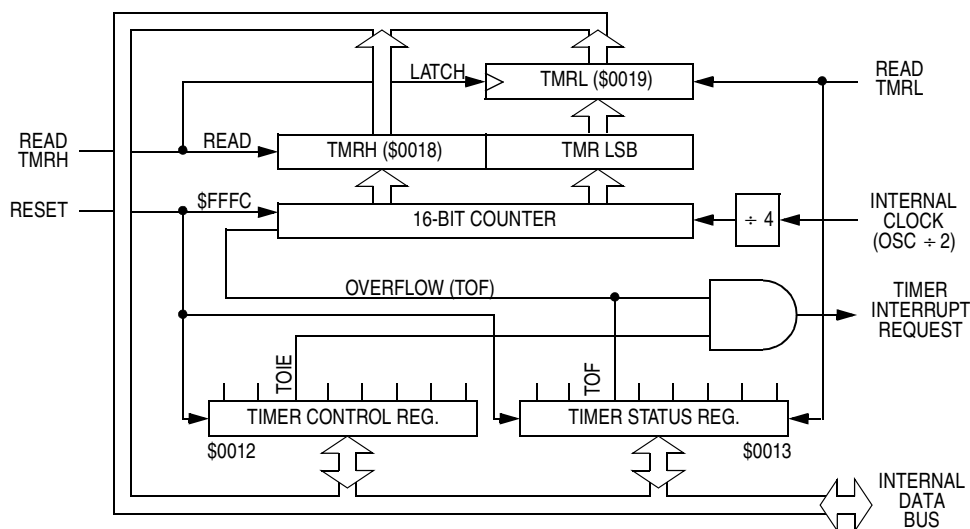 LATCH
TMRL ($0019)
READ
TMRL
READ
TMRH
READ
TMRH ($0018)
TMR LSB
RESET
$FFFC
16-BIT COUNTER
÷ 4
INTERNAL
CLOCK
(OSC ÷ 2)
OVERFLOW (TOF)
TIMER
INTERRUPT
REQUEST
TOIE
TOF
TIMER CONTROL REG.
TIMER STATUS REG.
$0012
$0013
INTERNAL
DATA
BUS